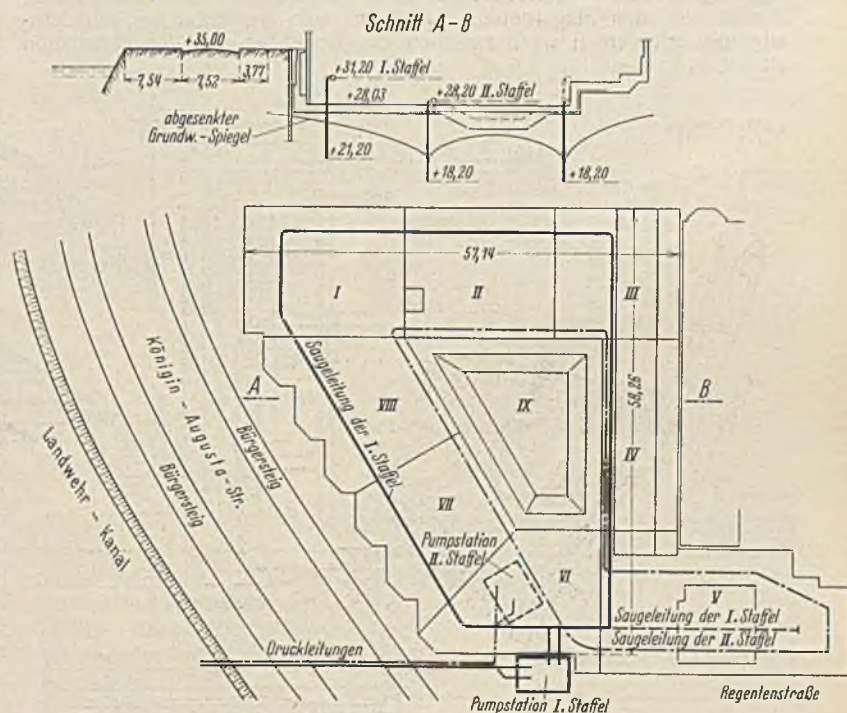 Schnitt A-B
+35,00
7,54
7,52
3,77
+31,20 I. Staffel
+28,03
+28,20 II. Staffel
abgesenkter
Grundw.-Spiegel
+21,20
+18,20
+18,20
57,14
I
II
III
58,26
A
B
Saugeleitung der I. Staffel
VIII
IX
IV
VII
VI
V
Königin-Augusta-Str.
Bürgersteig
Bürgersteig
Landwehr-Kanal
Pumpstation
II. Staffel
Saugeleitung der I. Staffel
Saugeleitung der II. Staffel
Druckleitungen
Pumpstation I. Staffel
Regentenstraße